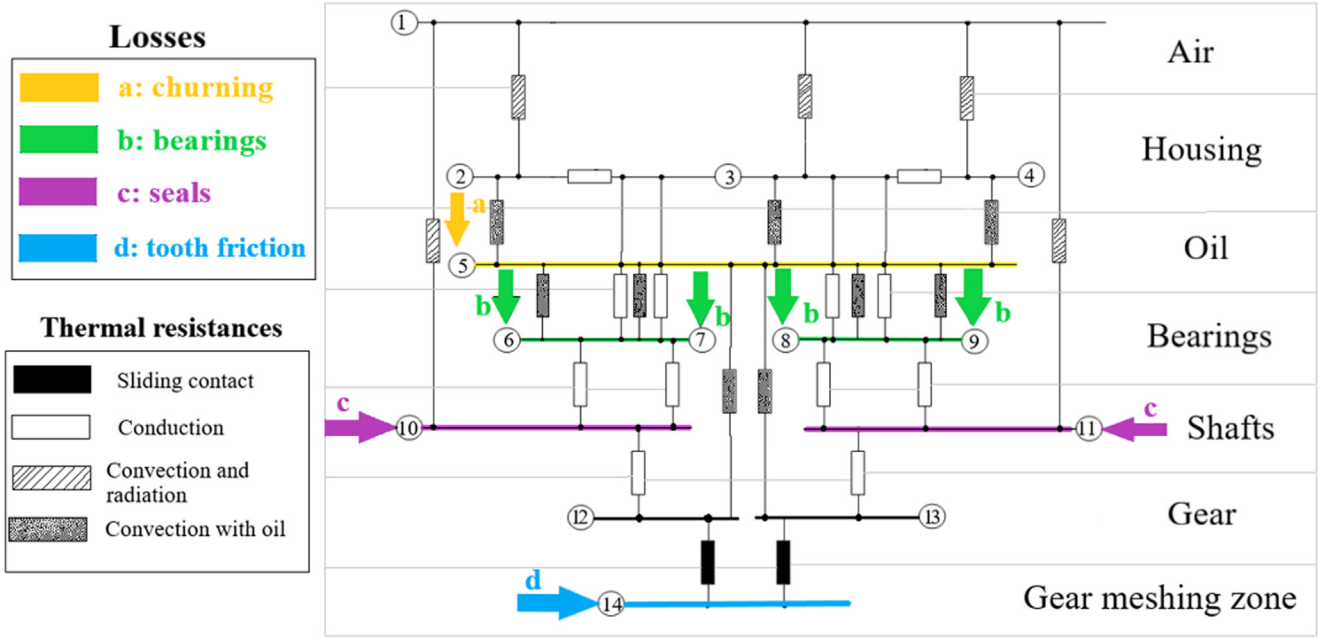 Losses
a: churning
b: bearings
c: seals
d: tooth friction
Thermal resistances
Sliding contact
Conduction
Convection and
radiation
Convection with oil
1
Air
2
3
4
Housing
a
5
Oil
b
b
b
b
6
7
8
9
Bearings
c
10
11
c
Shafts
12
13
Gear
d
14
Gear meshing zone